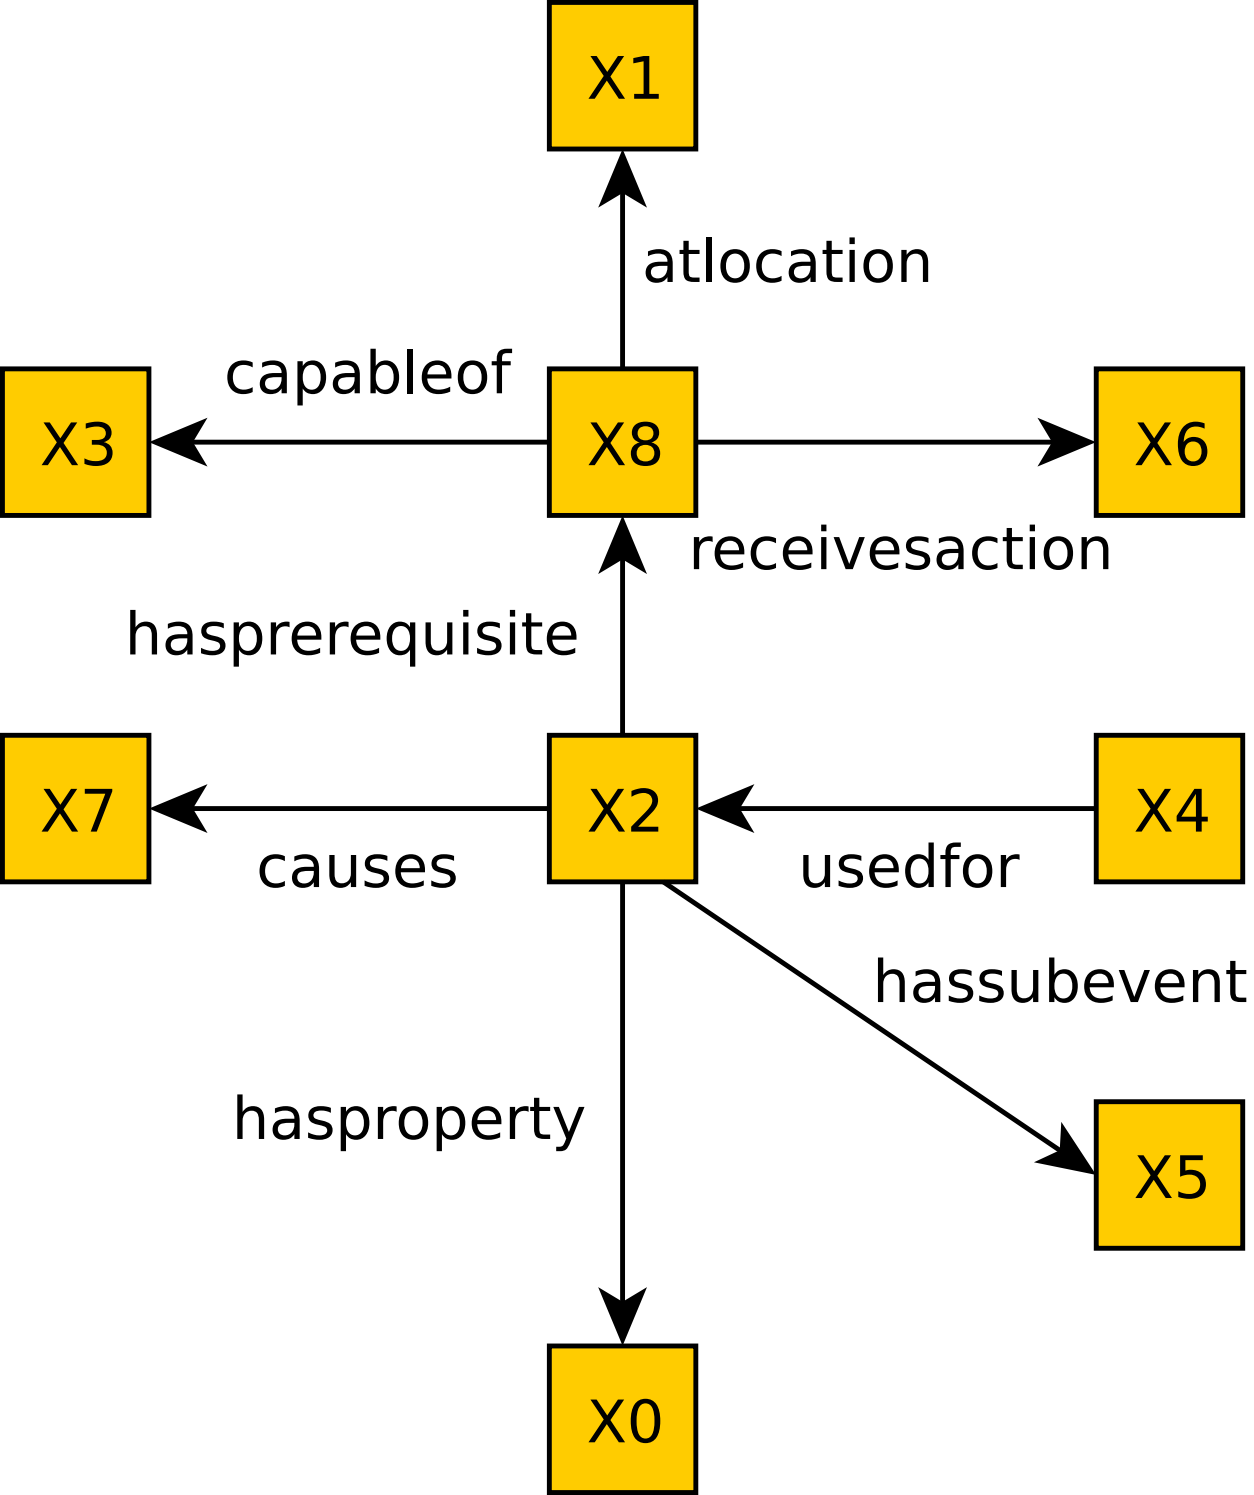 X1
atlocation
capableof
X3
X8
X6
receivesaction
hasprerequisite
X7
X2
X4
causes
usedfor
hassubevent
hasproperty
X5
X0